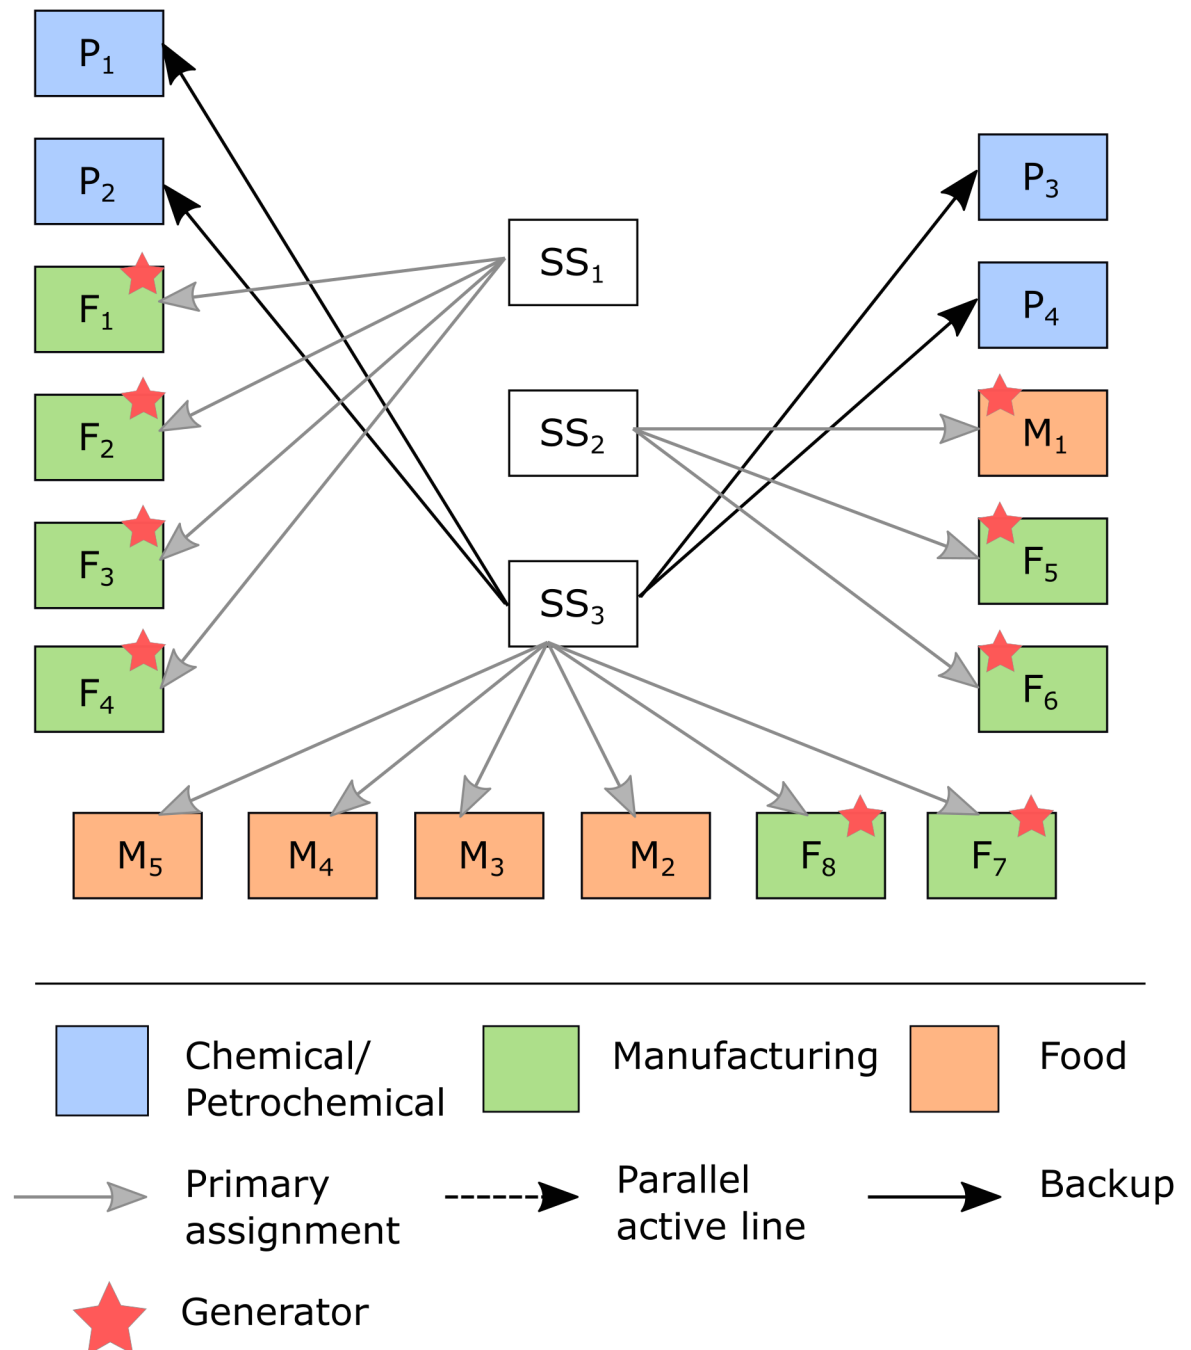 P1
P2
P3
SS1
P4
F1
F2
SS2
M1
F3
F5
SS3
F4
F6
M5 M4 M3 M2 F8 F7
Chemical/
Petrochemical
Manufacturing
Food
Primary
assignment
Parallel
active line
Backup
Generator